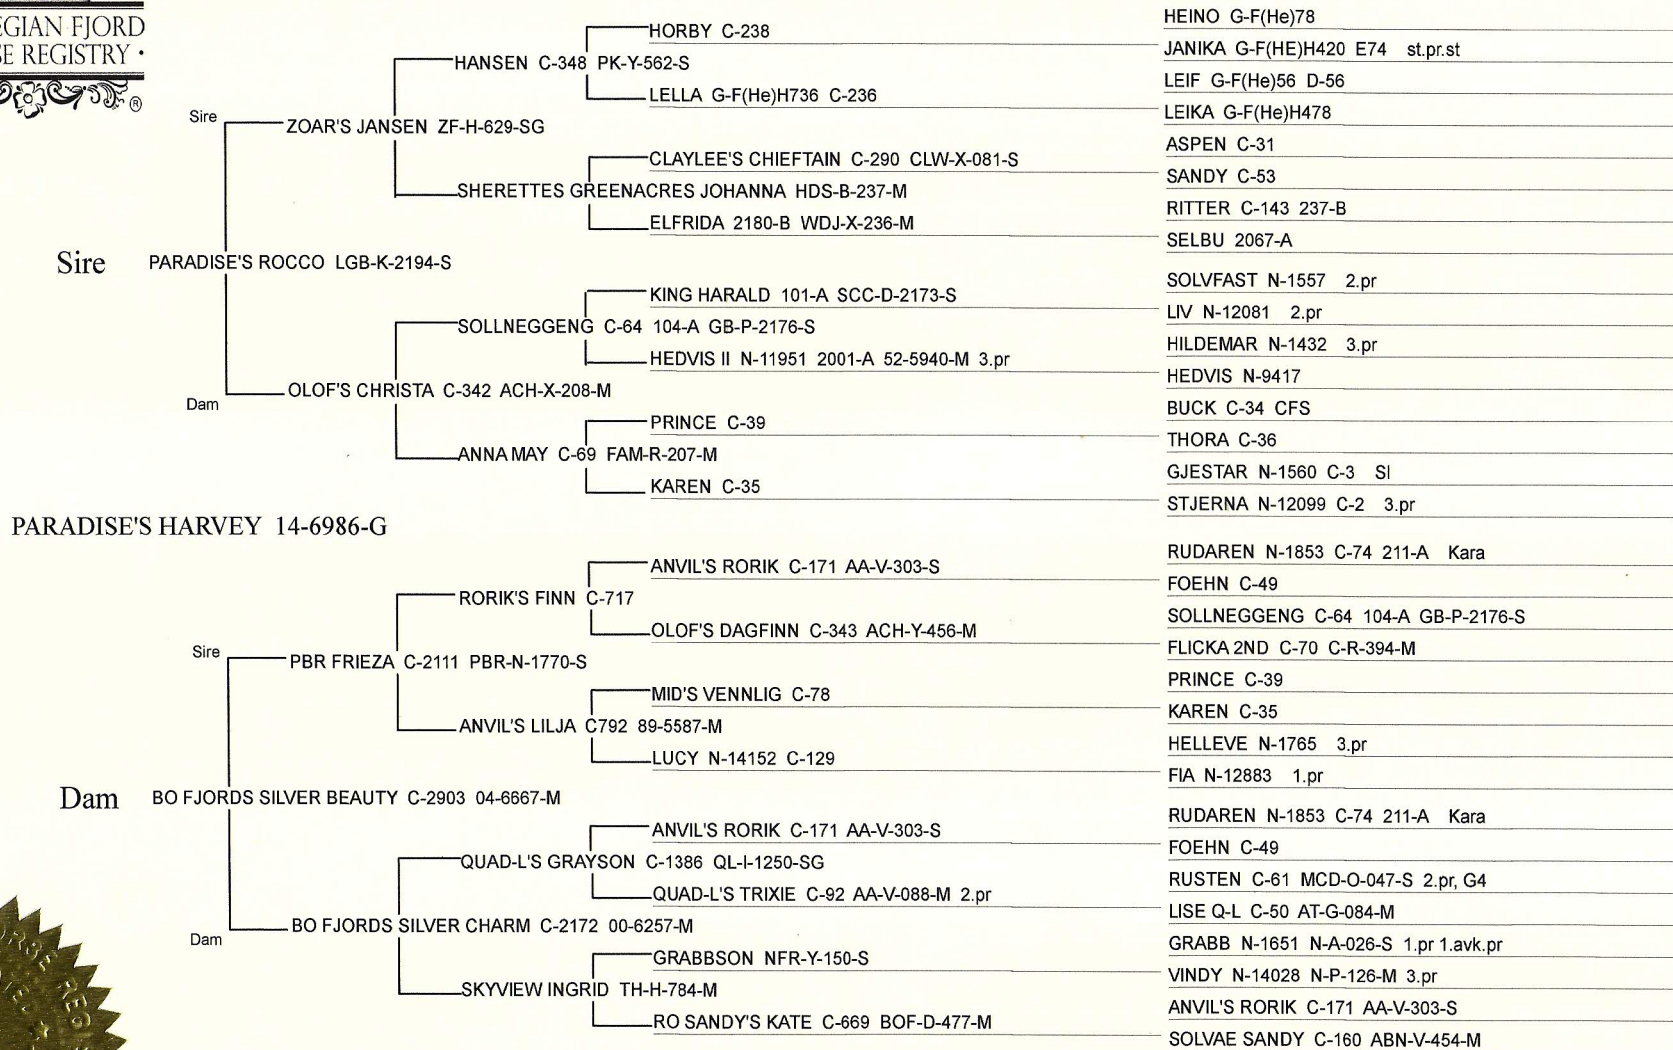 EGIAN FJORD
SE REGISTRY •
®
HORBY C-238
HEINO G-F(He)78
JANIKA G-F(HE)H420 E74 st.pr.st
HANSEN C-348 PK-Y-562-S
LELLA G-F(He)H736 C-236
LEIF G-F(He)56 D-56
LEIKA G-F(He)H478
Sire
ZOAR'S JANSEN ZF-H-629-SG
CLAYLEE'S CHIEFTAIN C-290 CLW-X-081-S
ASPEN C-31
SANDY C-53
SHERETTES GREENACRES JOHANNA HDS-B-237-M
ELFRIDA 2180-B WDJ-X-236-M
RITTER C-143 237-B
SELBU 2067-A
Sire PARADISE'S ROCCO LGB-K-2194-S
KING HARALD 101-A SCC-D-2173-S
SOLVFAST N-1557 2.pr
LIV N-12081 2.pr
SOLLNEGGENG C-64 104-A GB-P-2176-S
HEDVIS II N-11951 2001-A 52-5940-M 3.pr
HILDEMAR N-1432 3.pr
HEDVIS N-9417
Dam
OLOF'S CHRISTA C-342 ACH-X-208-M
PRINCE C-39
BUCK C-34 CFS
THORA C-36
ANNA MAY C-69 FAM-R-207-M
KAREN C-35
GJESTAR N-1560 C-3 SI
STJERNA N-12099 C-2 3.pr
PARADISE'S HARVEY 14-6986-G
ANVIL'S RORIK C-171 AA-V-303-S
RUDAREN N-1853 C-74 211-A Kara
FOEHN C-49
RORIK'S FINN C-717
OLOF'S DAGFINN C-343 ACH-Y-456-M
SOLLNEGGENG C-64 104-A GB-P-2176-S
FLICKA 2ND C-70 C-R-394-M
Sire
PBR FRIEZA C-2111 PBR-N-1770-S
MID'S VENNLIG C-78
PRINCE C-39
KAREN C-35
ANVIL'S LILJA C792 89-5587-M
LUCY N-14152 C-129
HELLEVE N-1765 3.pr
FIA N-12883 1.pr
Dam BO FJORDS SILVER BEAUTY C-2903 04-6667-M
ANVIL'S RORIK C-171 AA-V-303-S
RUDAREN N-1853 C-74 211-A Kara
FOEHN C-49
QUAD-L'S GRAYSON C-1386 QL-I-1250-SG
QUAD-L'S TRIXIE C-92 AA-V-088-M 2.pr
RUSTEN C-61 MCD-O-047-S 2.pr, G4
LISE Q-L C-50 AT-G-084-M
Dam
BO FJORDS SILVER CHARM C-2172 00-6257-M
GRABBSON NFR-Y-150-S
GRABB N-1651 N-A-026-S 1.pr 1.avk.pr
VINDY N-14028 N-P-126-M 3.pr
SKYVIEW INGRID TH-H-784-M
RO SANDY'S KATE C-669 BOF-D-477-M
ANVIL'S RORIK C-171 AA-V-303-S
SOLVAE SANDY C-160 ABN-V-454-M